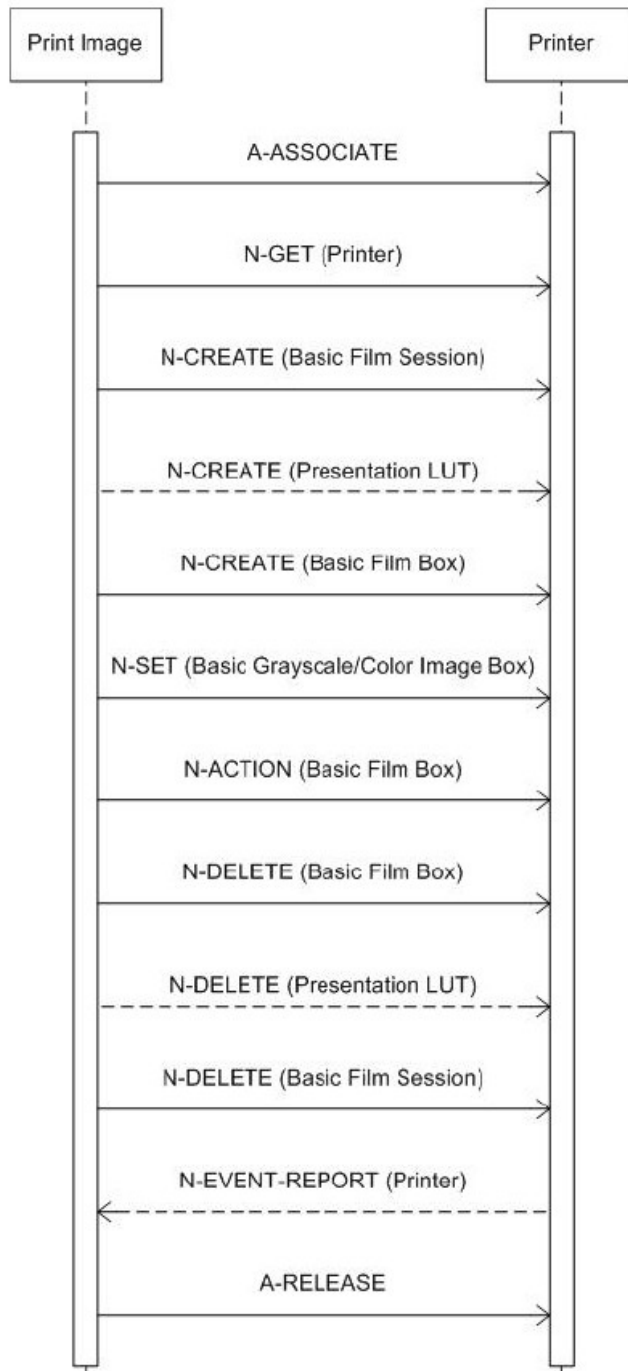 Print Image
Printer
A-ASSOCIATE
N-GET (Printer)
N-CREATE (Basic Film Session)
N-CREATE (Presentation LUT)
N-CREATE (Basic Film Box)
N-SET (Basic Grayscale/Color Image Box)
N-ACTION (Basic Film Box)
N-DELETE (Basic Film Box)
N-DELETE (Presentation LUT)
N-DELETE (Basic Film Session)
N-EVENT-REPORT (Printer)
A-RELEASE